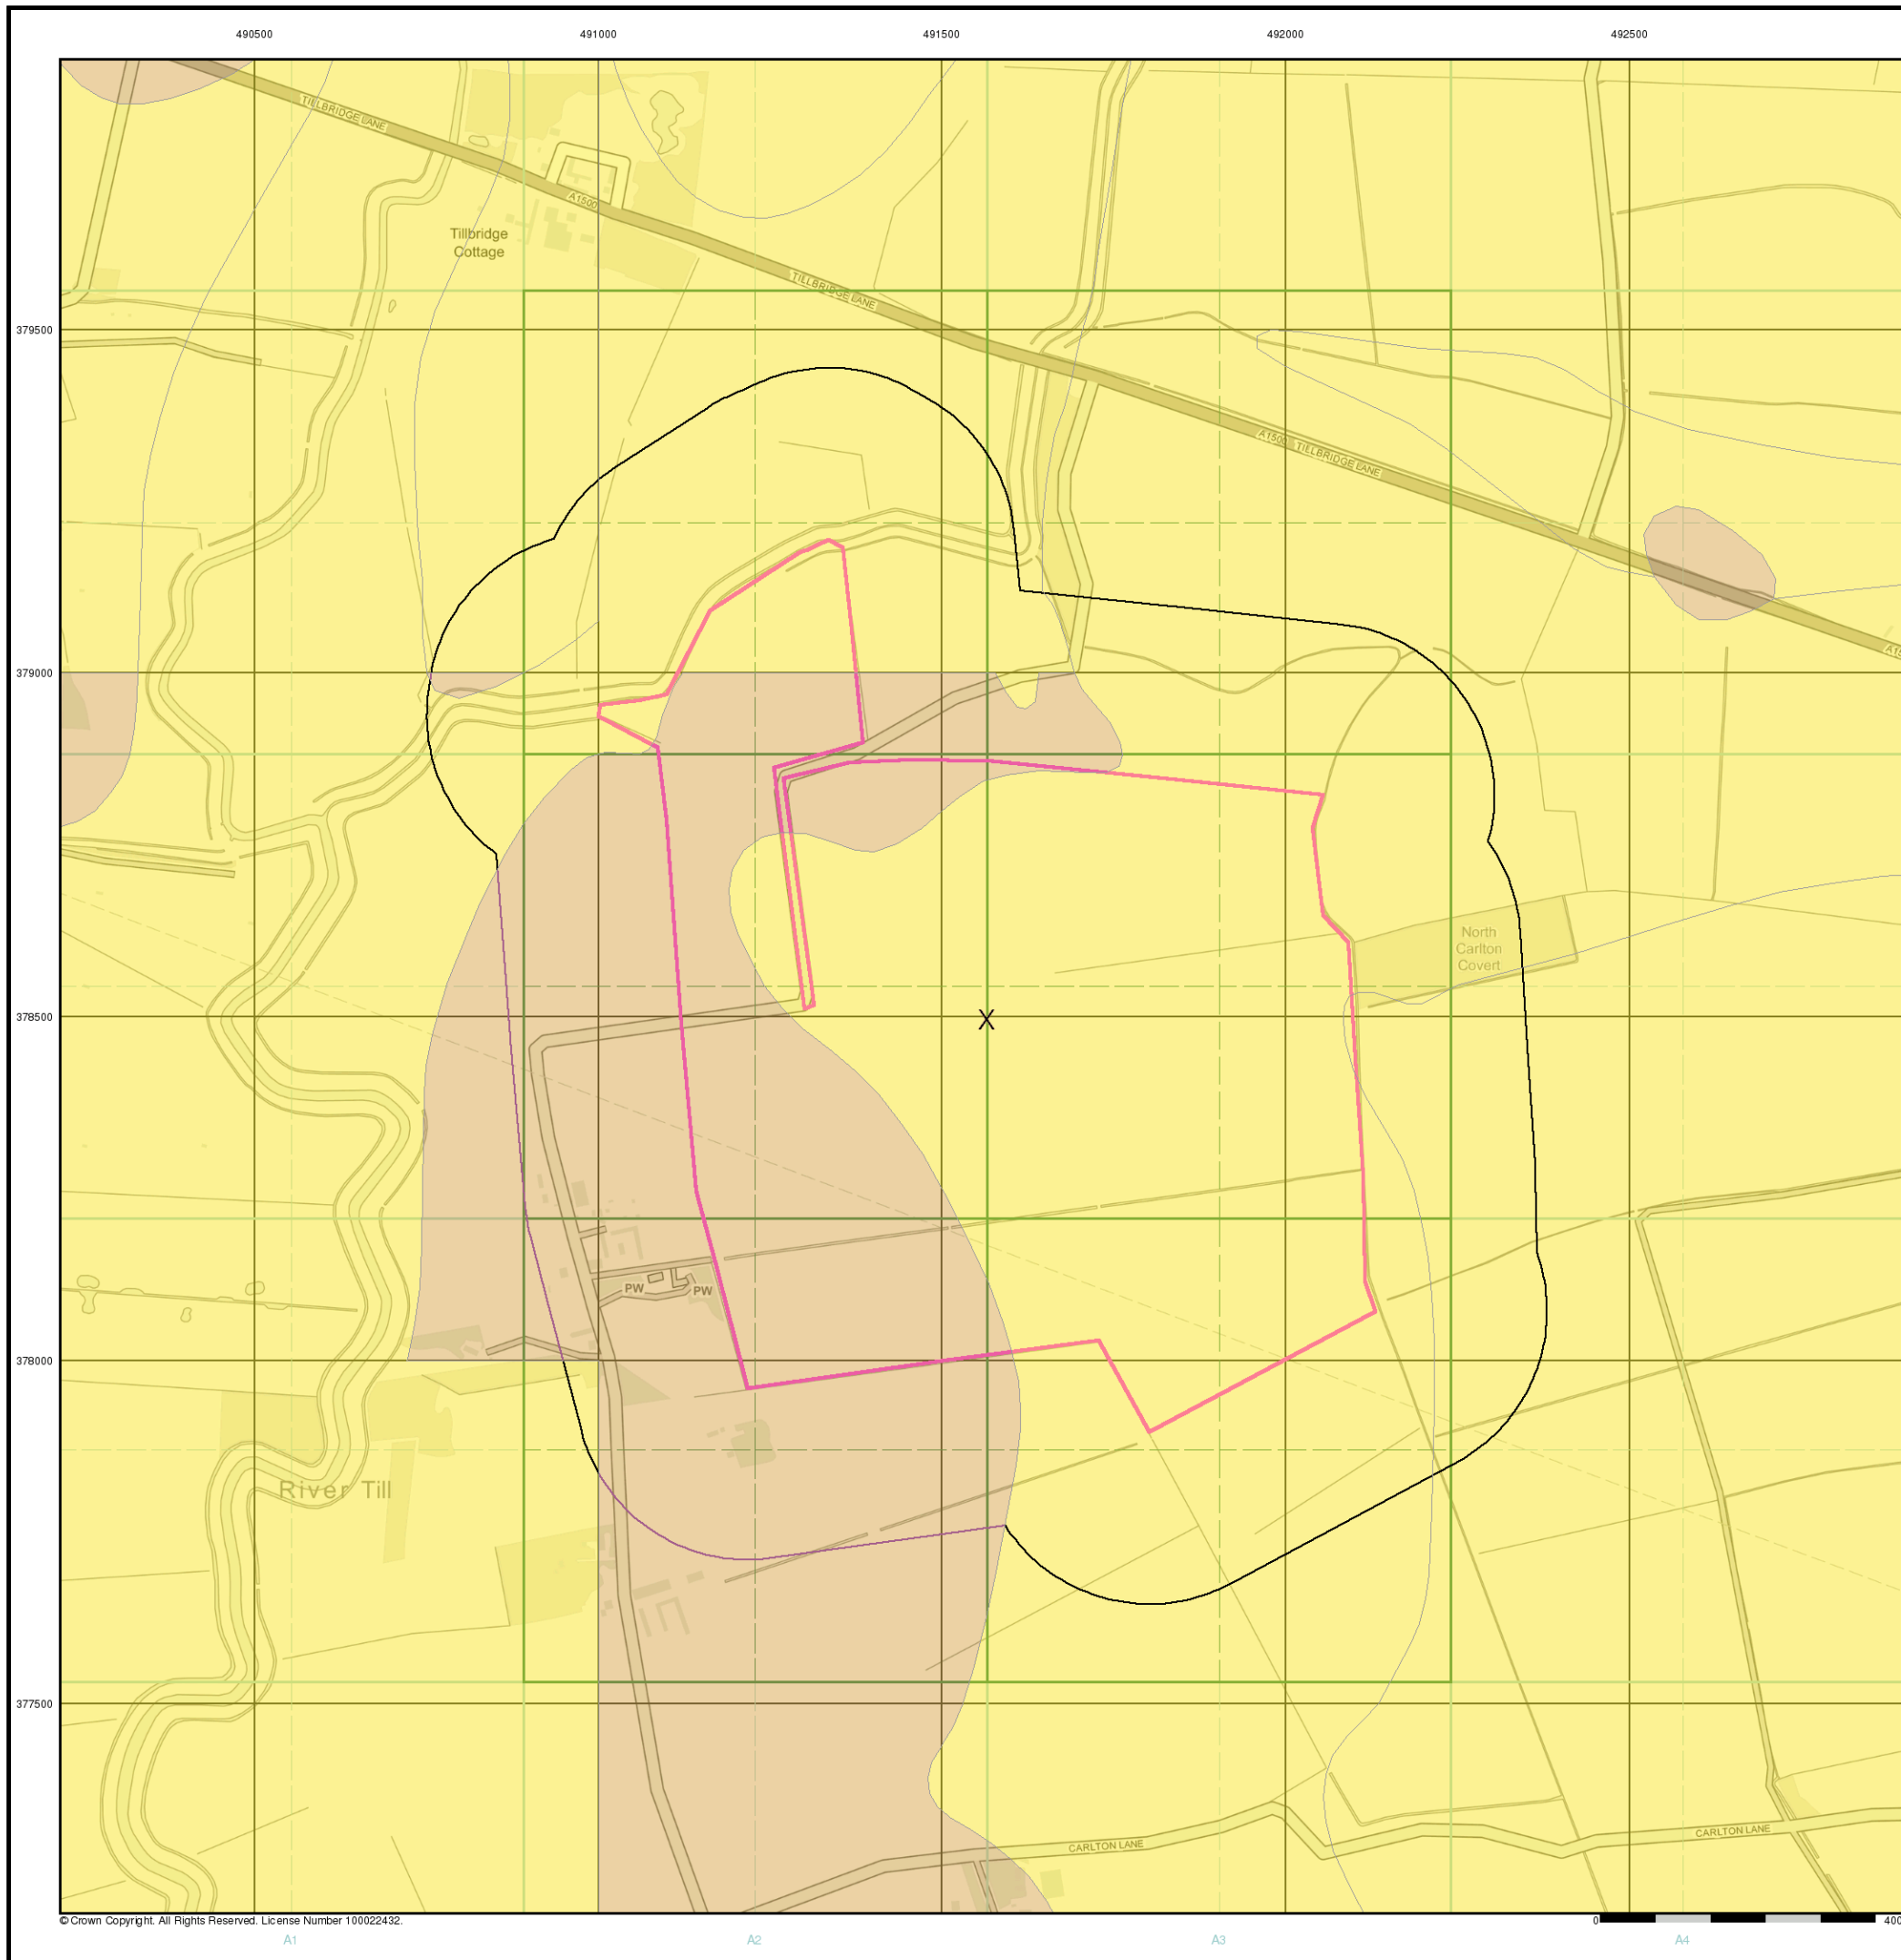 490500 491000 491500 492000 492500
TILLBRIDGE LANE
A1500
Tillbridge
Cottage
TILLBRIDGE LANE
379500
A1500 TILLBRIDGE LANE
379000
North
Carlton
Covert
378500
PW PW
378000
River Till
377500
CARLTON LANE
CARLTON LANE
© Crown Copyright. All Rights Reserved. License Number 100022432.
0
A1 A2 A3 A4